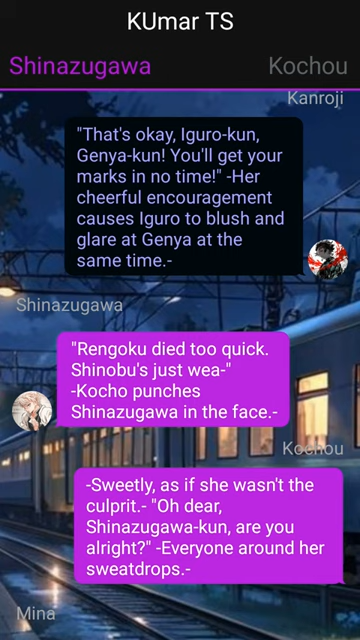 KUmar TS
Shinazugawa Kochou
Kanroji
"That's okay, Iguro-kun,
Genya-kun! You'll get your
marks in no time!" -Her
cheerful encouragement
causes Iguro to blush and
glare at Genya at the
same time.-
Shinazugawa
"Rengoku died too quick.
Shinobu's just wea-"
-Kocho punches
Shinazugawa in the face.-
Kochou
-Sweetly, as if she wasn't the
culprit.- "Oh dear,
Shinazugawa-kun, are you
alright?" -Everyone around her
sweatdrops.-
Mina